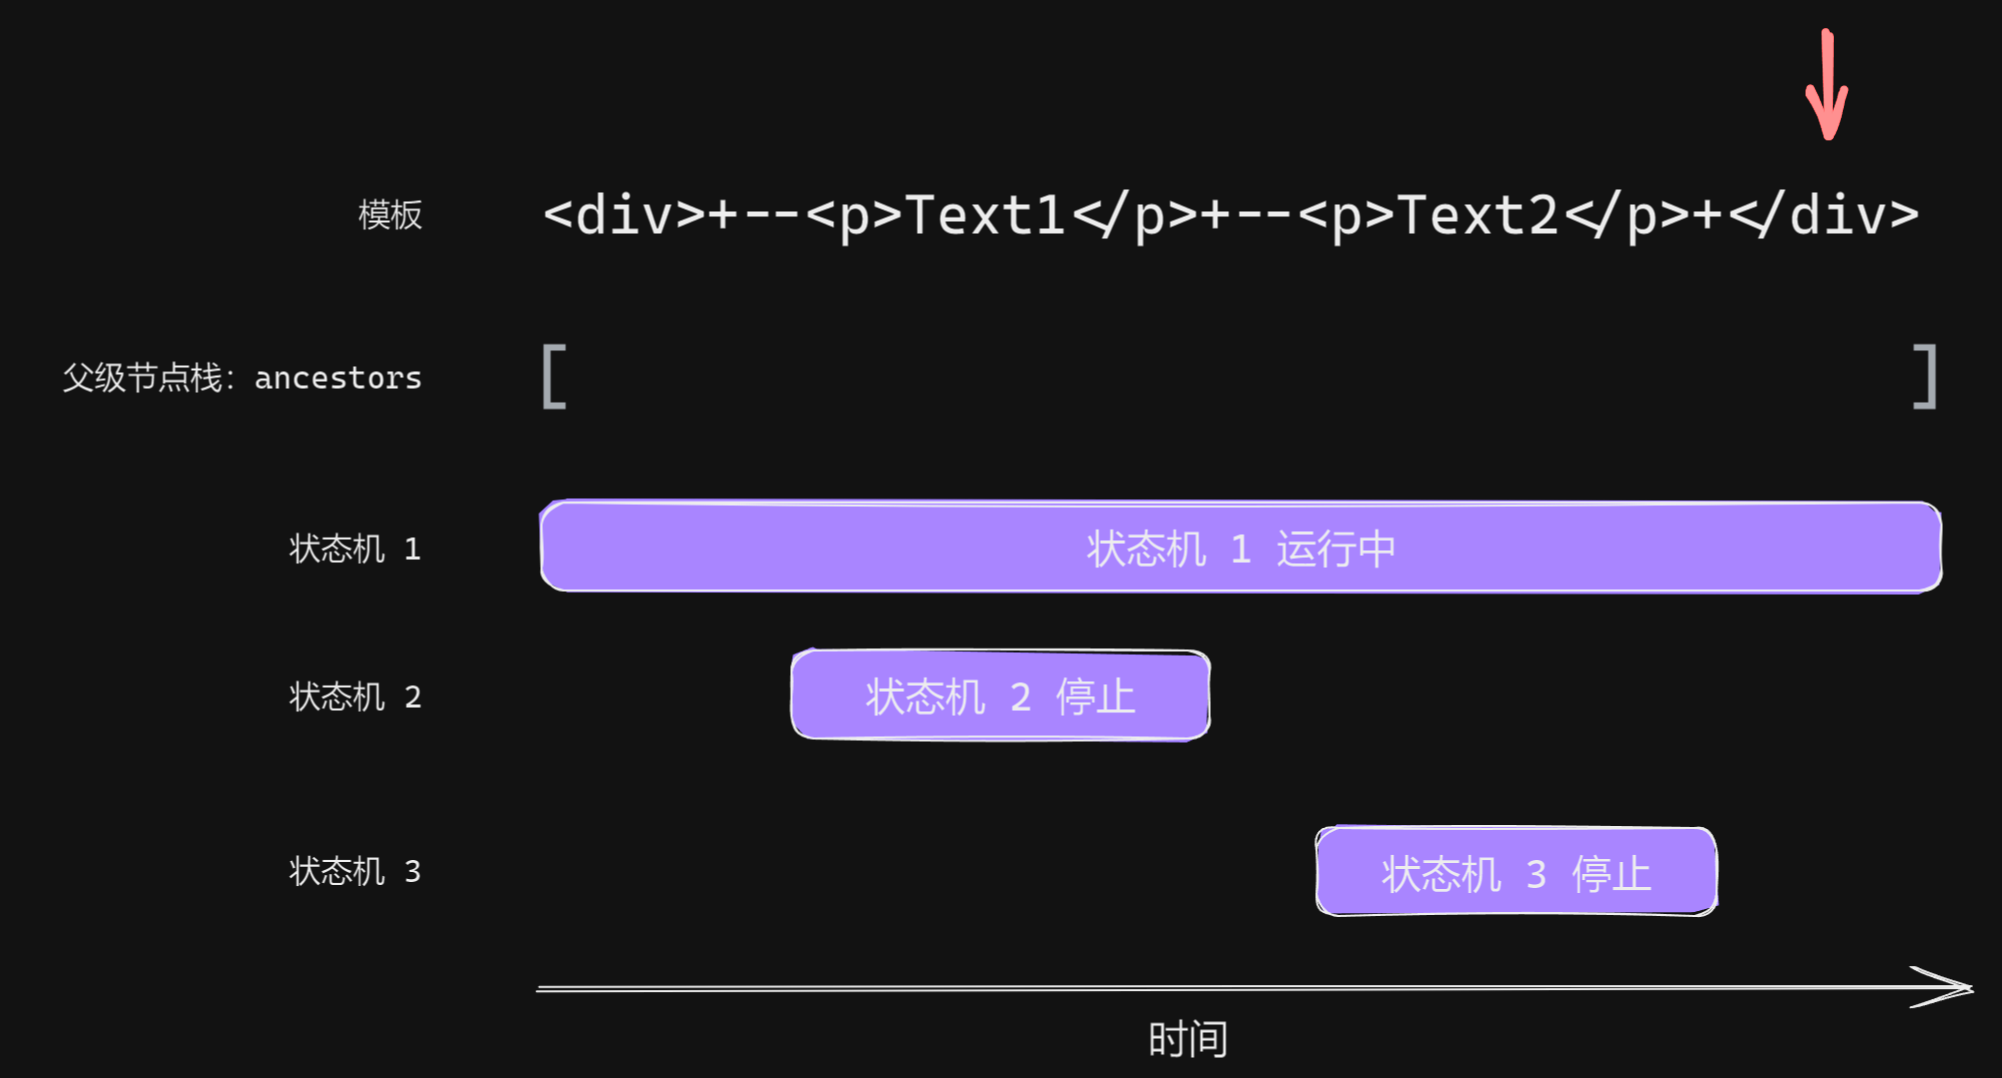 模板 <div>+--<p>Text1</p>+--<p>Text2</p>+</div>
父级节点栈：ancestors [ ]
状态机 1 状态机 1 运行中
状态机 2 状态机 2 停止
状态机 3 状态机 3 停止
时间